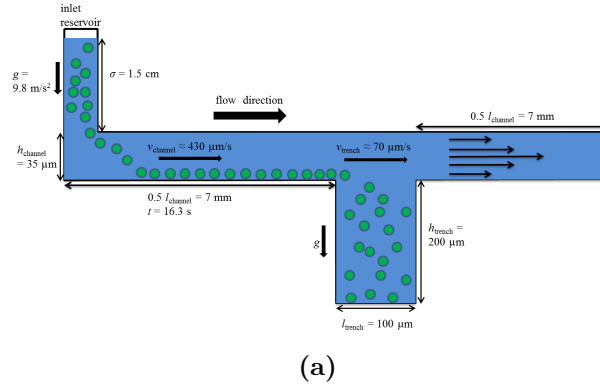 inlet
reservoir
g =
9.8 m/s²
σ = 1.5 cm
flow direction
0.5 l_channel = 7 mm
h_channel
= 35 μm
v_channel ≈ 430 μm/s
v_trench ≈ 70 μm/s
0.5 l_channel = 7 mm
t = 16.3 s
g
h_trench =
200 μm
l_trench = 100 μm
(a)